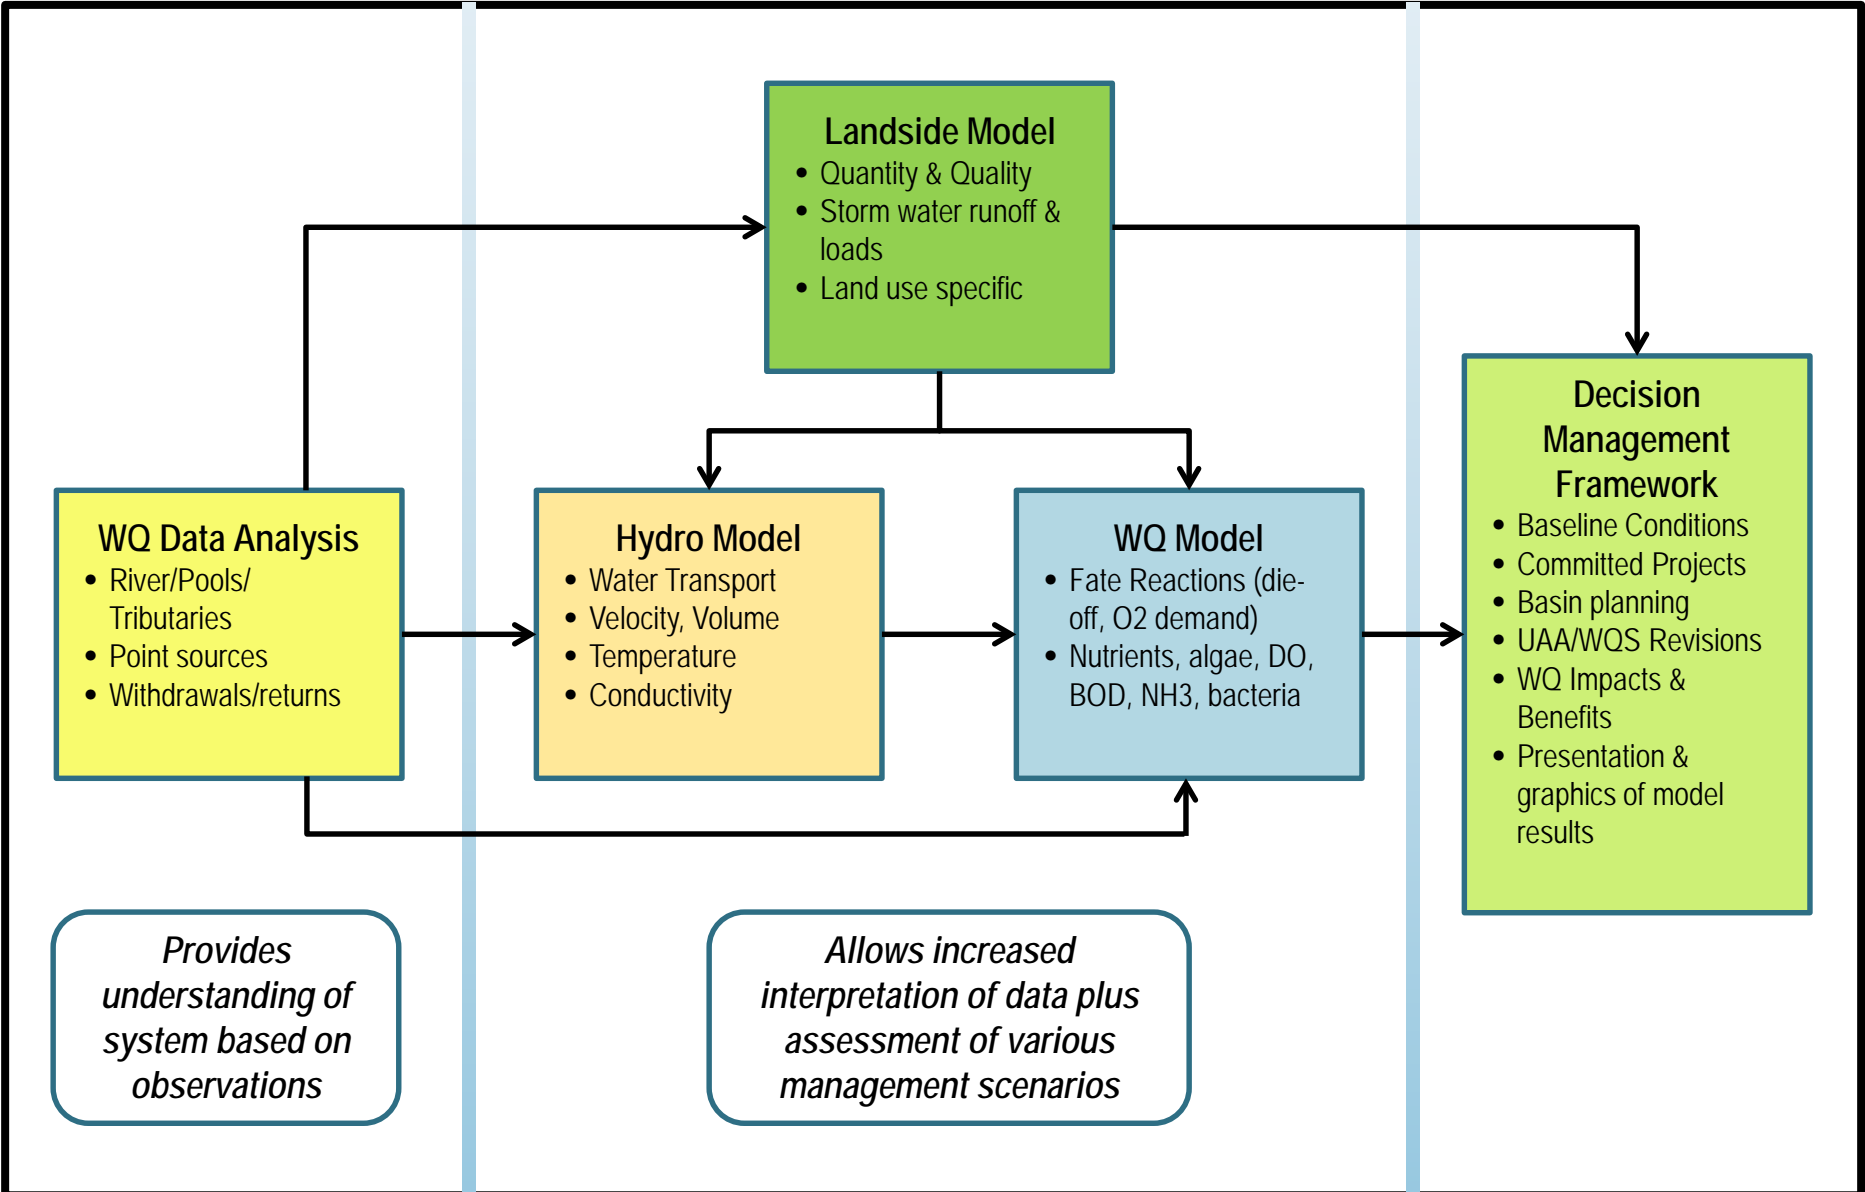 Landside Model
• Quantity & Quality
• Storm water runoff &
loads
• Land use specific
WQ Data Analysis
• River/Pools/
Tributaries
• Point sources
• Withdrawals/returns
Hydro Model
• Water Transport
• Velocity, Volume
• Temperature
• Conductivity
WQ Model
• Fate Reactions (die-
off, O2 demand)
• Nutrients, algae, DO,
BOD, NH3, bacteria
Decision
Management
Framework
• Baseline Conditions
• Committed Projects
• Basin planning
• UAA/WQS Revisions
• WQ Impacts &
Benefits
• Presentation &
graphics of model
results
Provides
understanding of
system based on
observations
Allows increased
interpretation of data plus
assessment of various
management scenarios